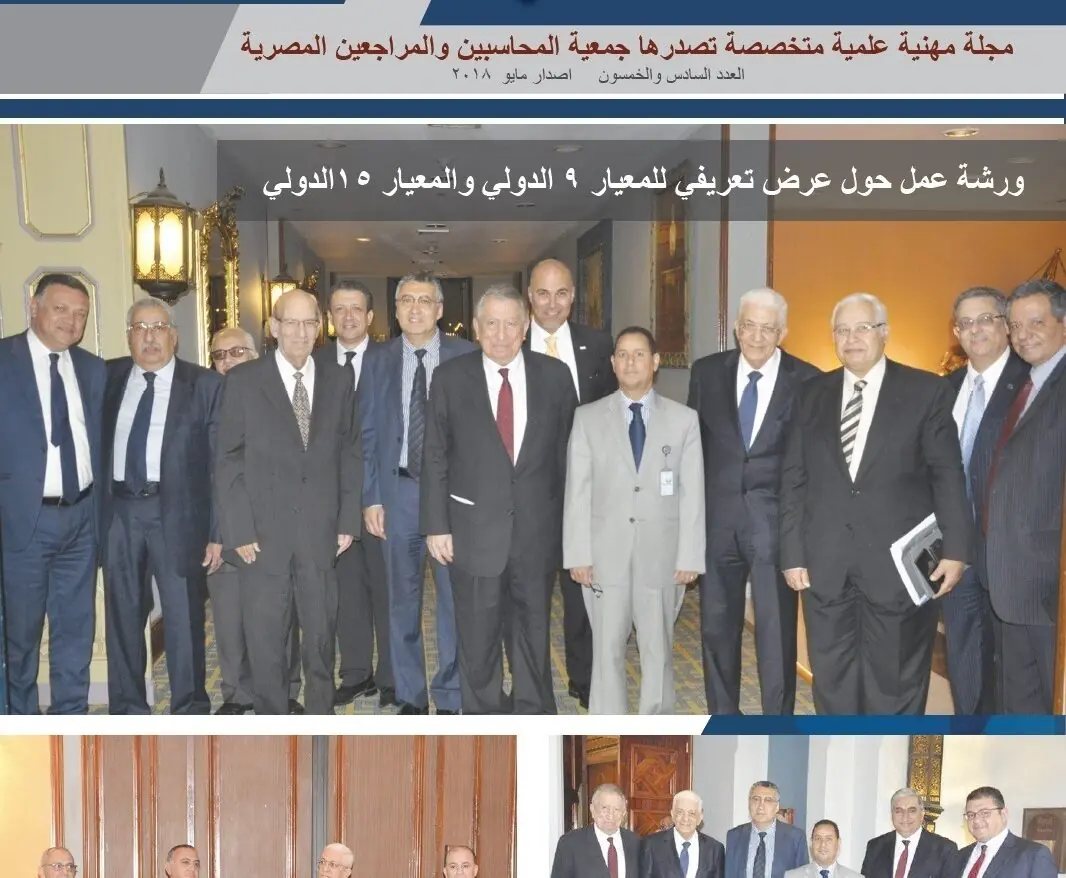 مجلة مهنية علمية متخصصة تصدرها جمعية المحاسبين والمراجعين المصرية
العدد السادس والخمسون اصدار مايو ٢٠١٨
ورشة عمل حول عرض تعريفي للمعيار ٩ الدولي والمعيار ١٥الدولي